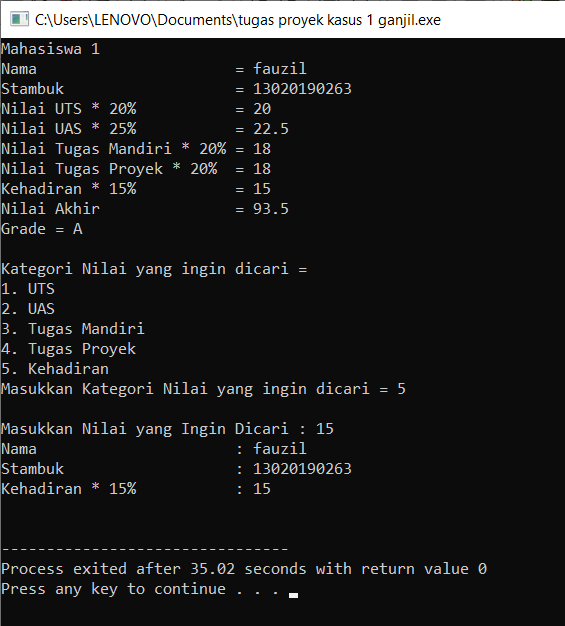 C:\Users\LENOVO\Documents\tugas proyek kasus 1 ganjil.exe
Mahasiswa 1
Nama                      = fauzil
Stambuk                   = 13020190263
Nilai UTS * 20%           = 20
Nilai UAS * 25%           = 22.5
Nilai Tugas Mandiri * 20% = 18
Nilai Tugas Proyek * 20%  = 18
Kehadiran * 15%           = 15
Nilai Akhir               = 93.5
Grade = A
Kategori Nilai yang ingin dicari =
1. UTS
2. UAS
3. Tugas Mandiri
4. Tugas Proyek
5. Kehadiran
Masukkan Kategori Nilai yang ingin dicari = 5
Masukkan Nilai yang Ingin Dicari : 15
Nama                      : fauzil
Stambuk                   : 13020190263
Kehadiran * 15%           : 15
--------------------------------
Process exited after 35.02 seconds with return value 0
Press any key to continue . . .